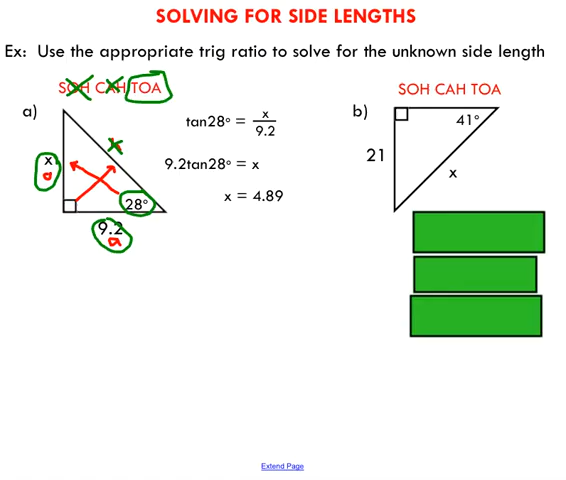 SOLVING FOR SIDE LENGTHS
Ex: Use the appropriate trig ratio to solve for the unknown side length
SOH CAH TOA
a)
x
a
h
28°
9.2
a
tan28° = x/9.2
9.2tan28° = x
x = 4.89
SOH CAH TOA
b)
41°
21
x
Extend Page